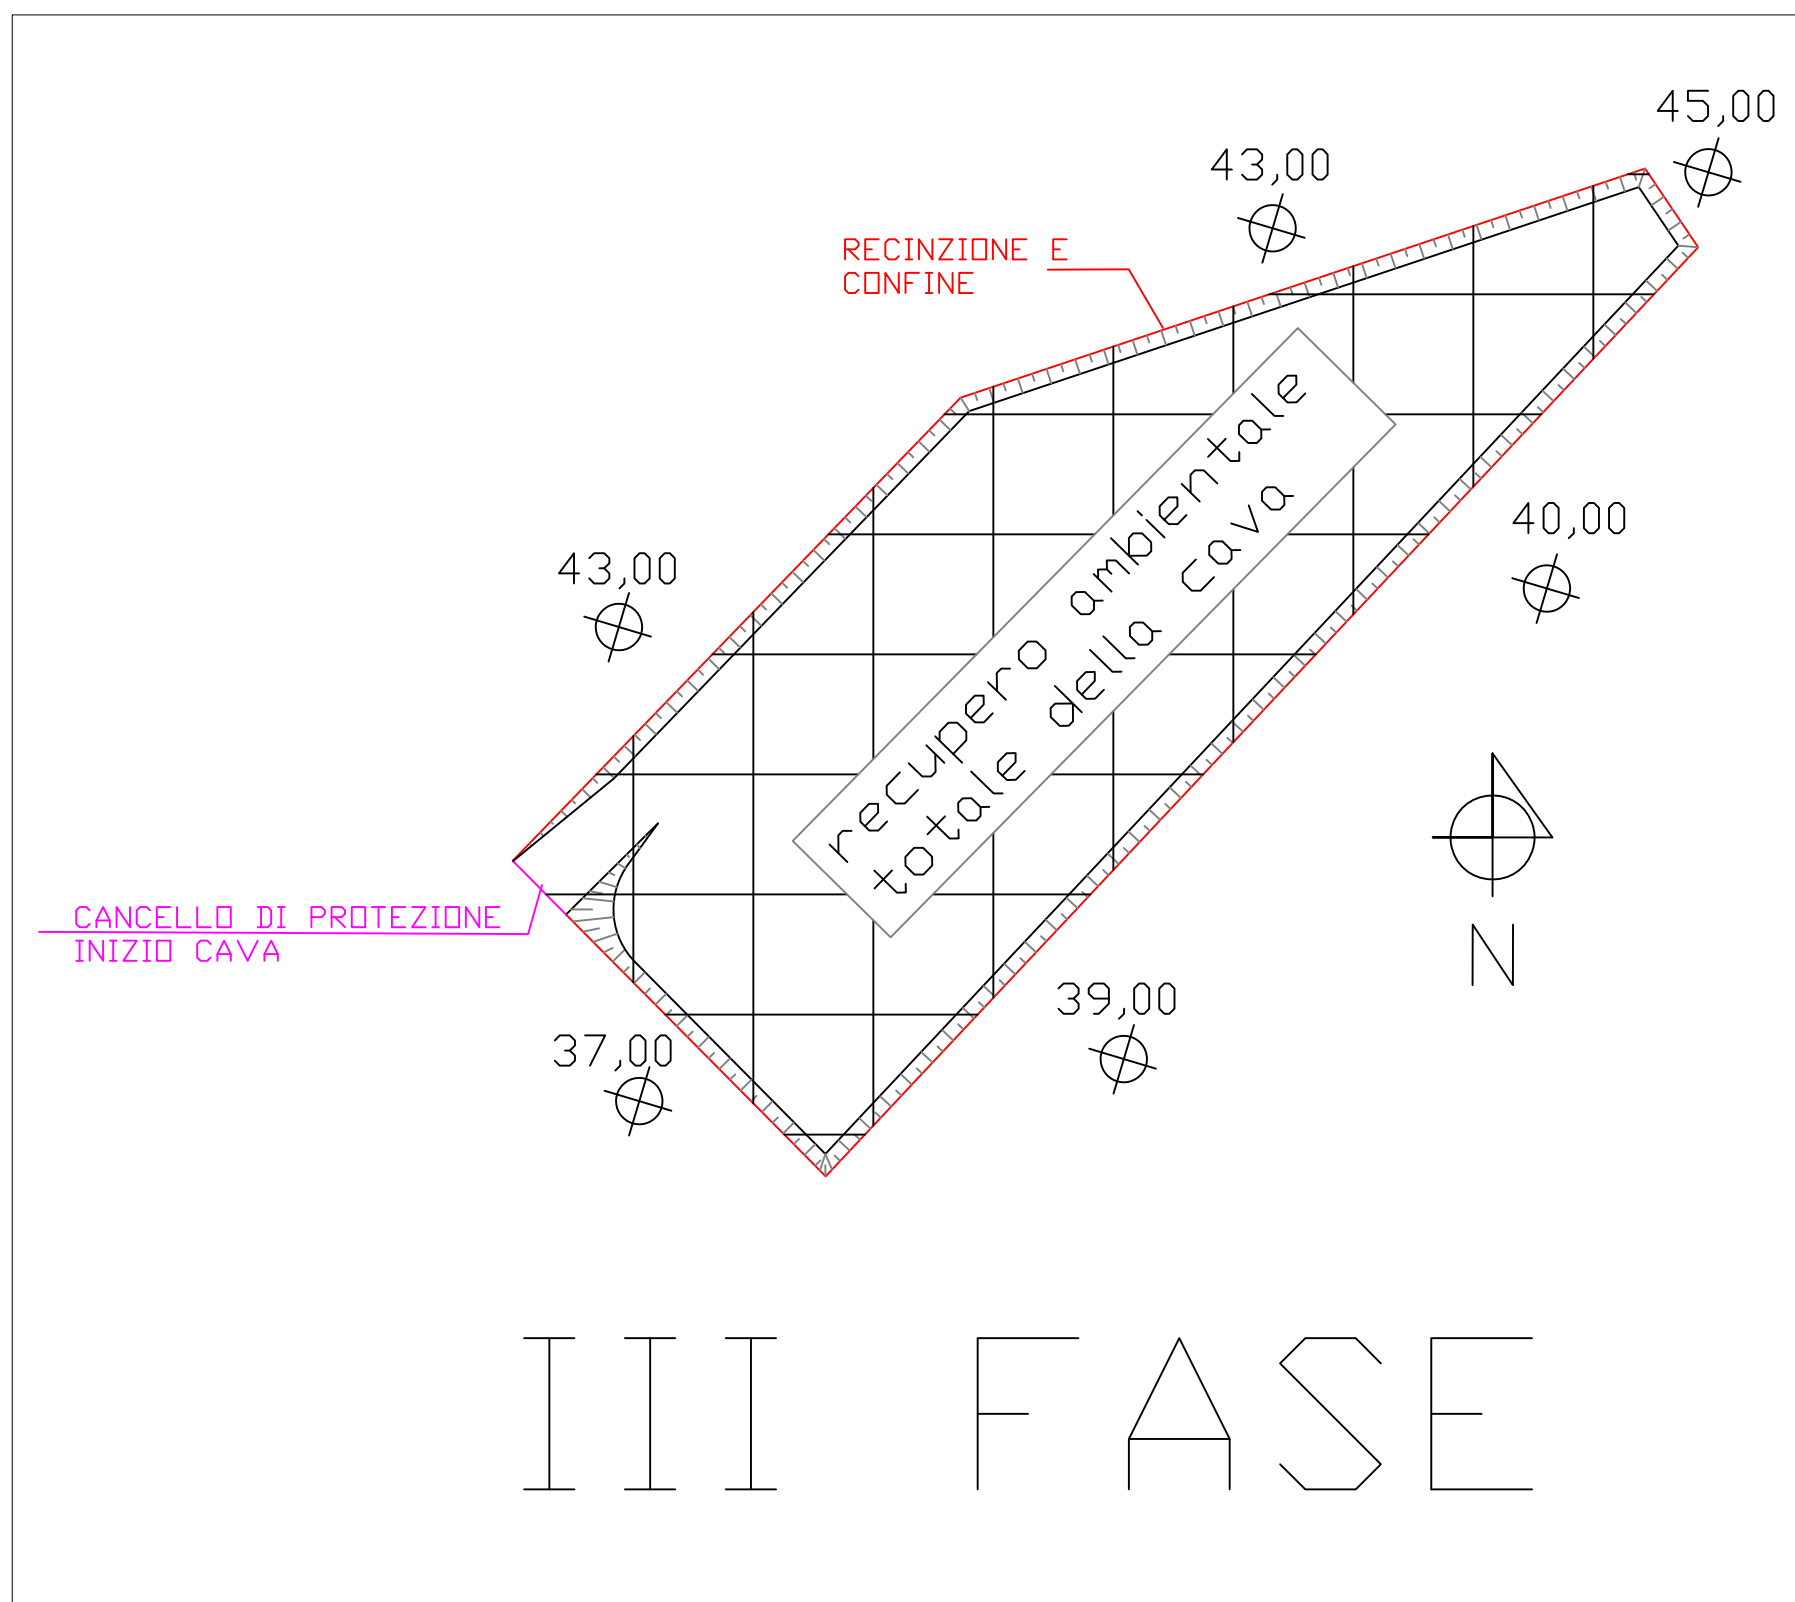 45,00
43,00
RECINZIONE E
CONFINE
40,00
43,00
recupero ambientale
totale della cava
CANCELLO DI PROTEZIONE
INIZIO CAVA
N
39,00
37,00
III FASE